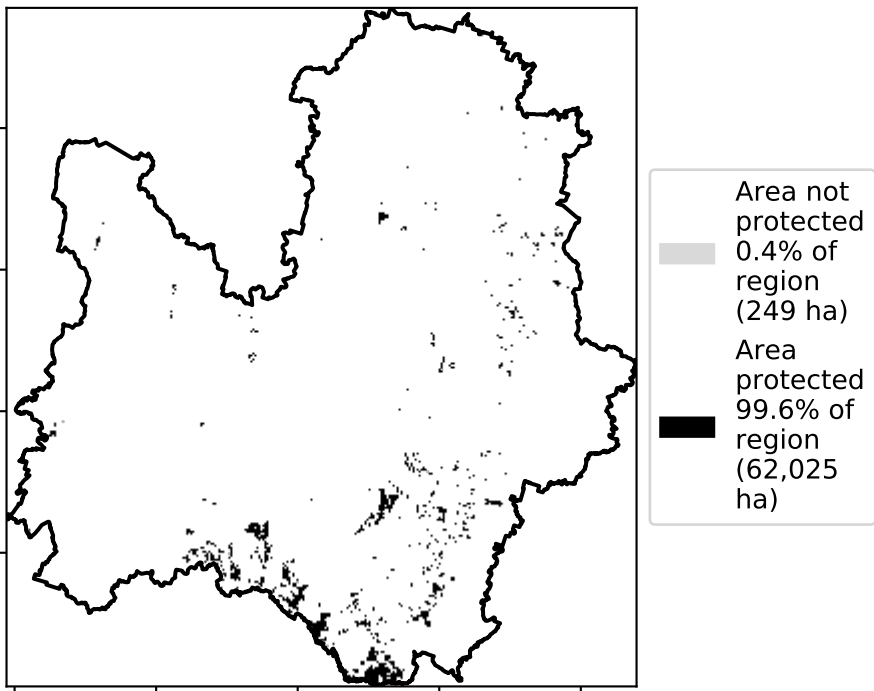 Area not
protected
0.4% of
region
(249 ha)
Area
protected
99.6% of
region
(62,025
ha)